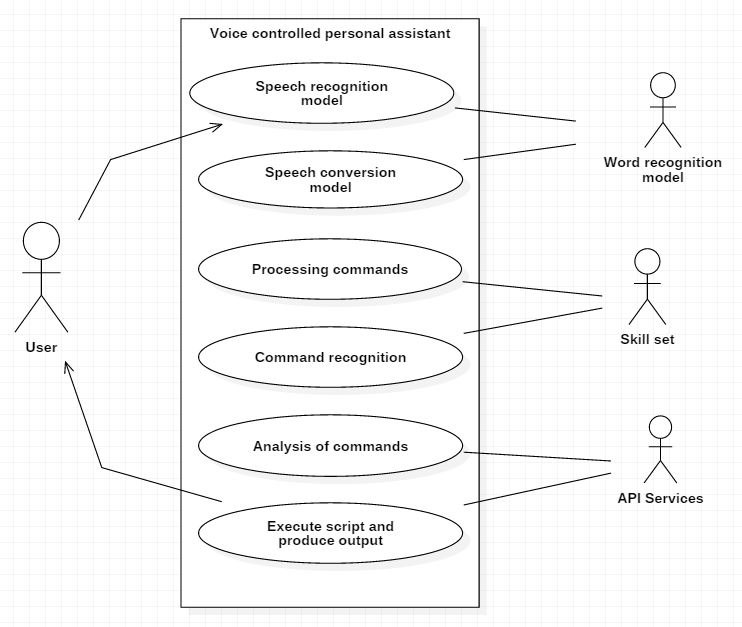 Voice controlled personal assistant
Speech recognition
model
Speech conversion
model
Word recognition
model
Processing commands
Skill set
User
Command recognition
Analysis of commands
API Services
Execute script and
produce output